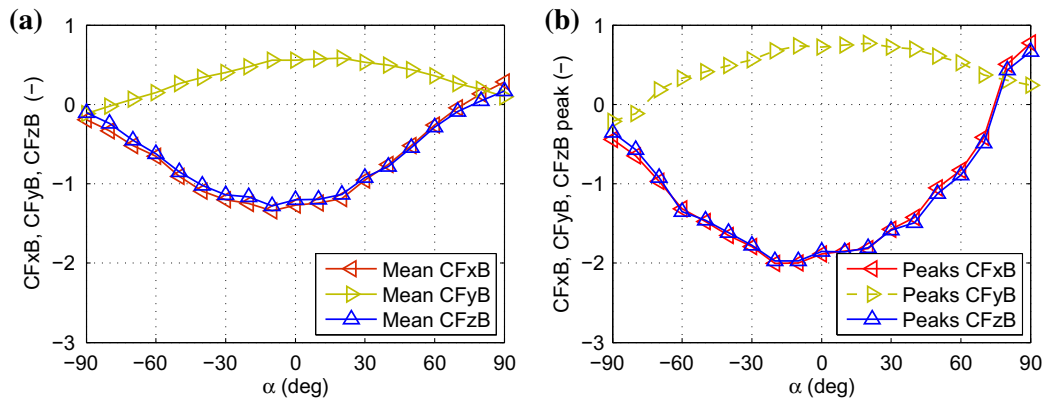 (a)
CFxB, CFyB, CFzB (−)
1
0
−1
−2
−3
−90
−60
−30
0
30
60
90
α (deg)
Mean CFxB
Mean CFyB
Mean CFzB
(b)
CFxB, CFyB, CFzB peak (−)
1
0
−1
−2
−3
−90
−60
−30
0
30
60
90
α (deg)
Peaks CFxB
Peaks CFyB
Peaks CFzB